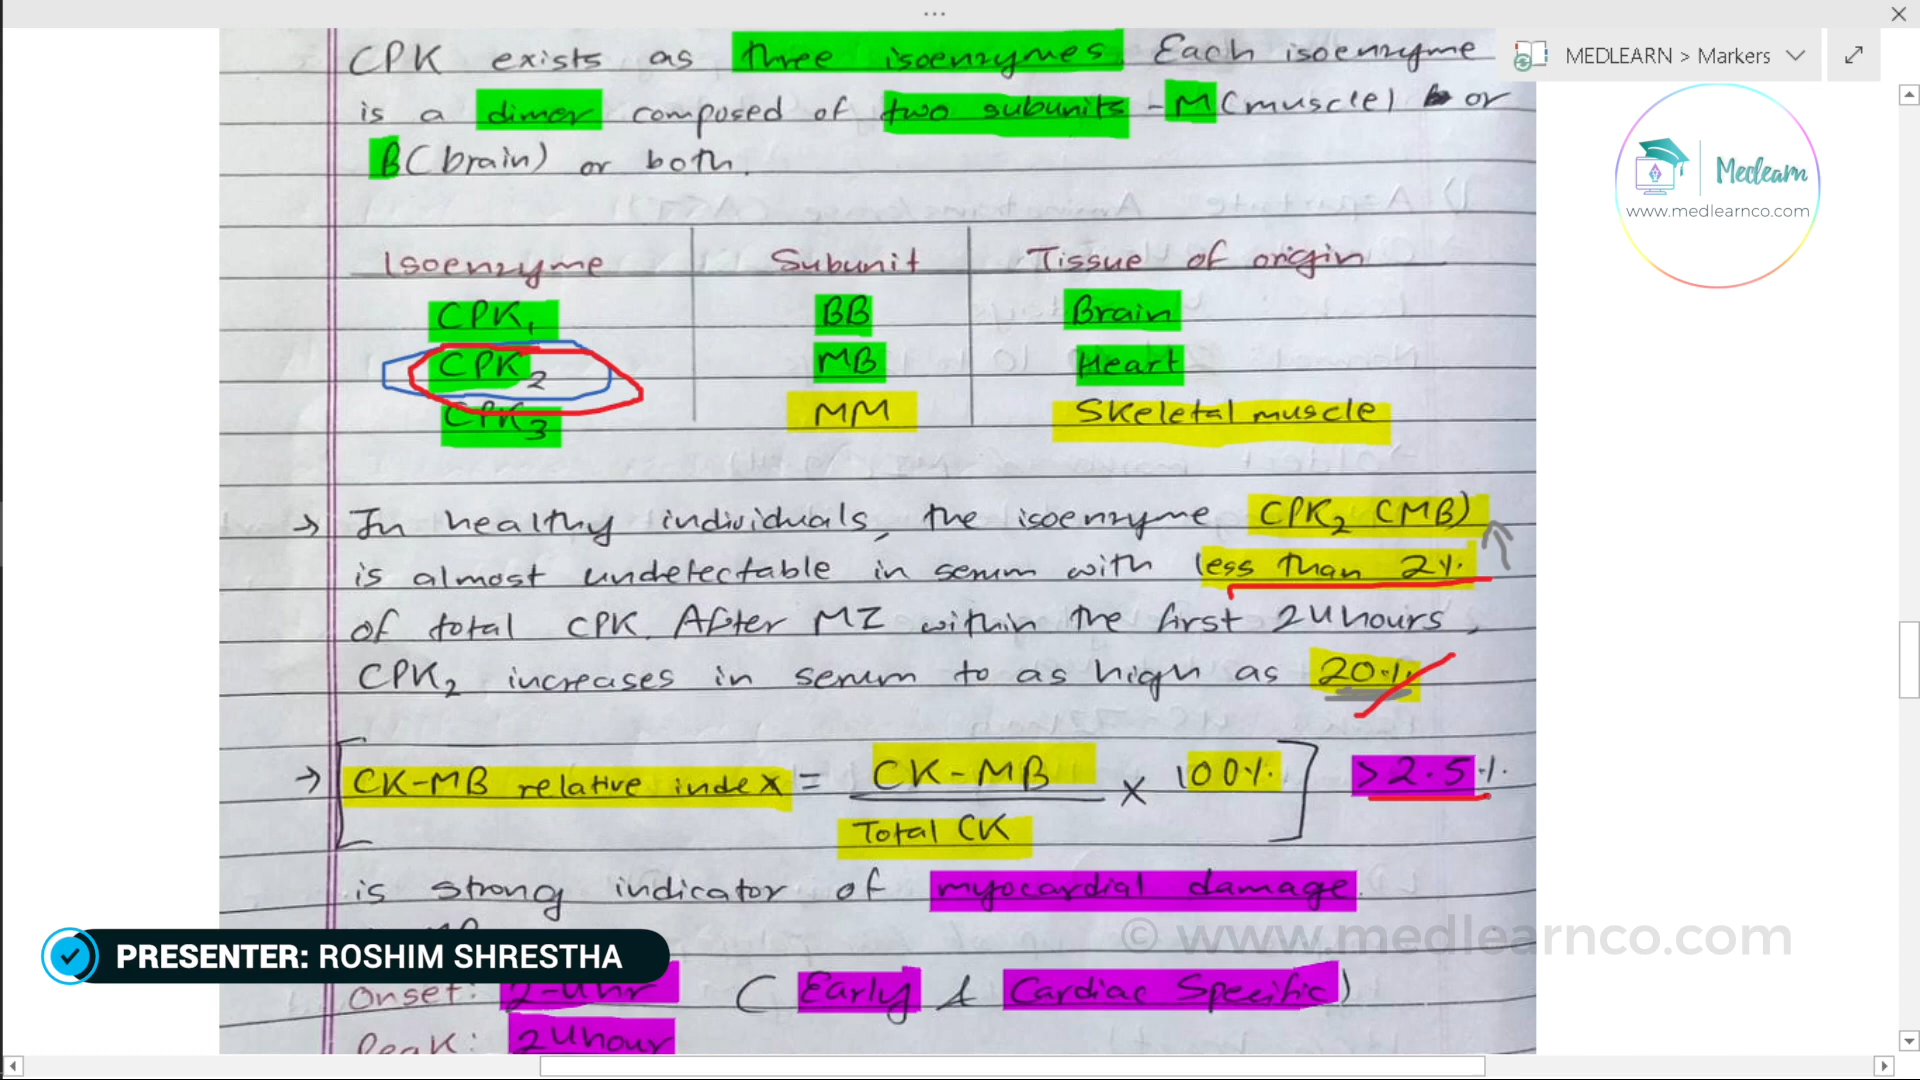 CPK exists as three isoenzymes. Each isoenzyme
MEDLEARN > Markers
is a dimer composed of two subunits - M(muscle) or
B(brain) or both.
Medlearn
www.medlearnco.com
Isoenzyme Subunit Tissue of origin
CPK1 BB Brain
CPK2 MB Heart
CPK3 MM Skeletal muscle
→ In healthy individuals, the isoenzyme CPK2 (MB)
is almost undetectable in serum with less than 2%
of total CPK. After MI within the first 24hours,
CPK2 increases in serum to as high as 20%
→ [CK-MB relative index = CK-MB / Total CK × 100%] >2.5%
is strong indicator of myocardial damage.
© www.medlearnco.com
PRESENTER: ROSHIM SHRESTHA
Onset: 2-4hr (Early & Cardiac Specific)
Peak: 24hour